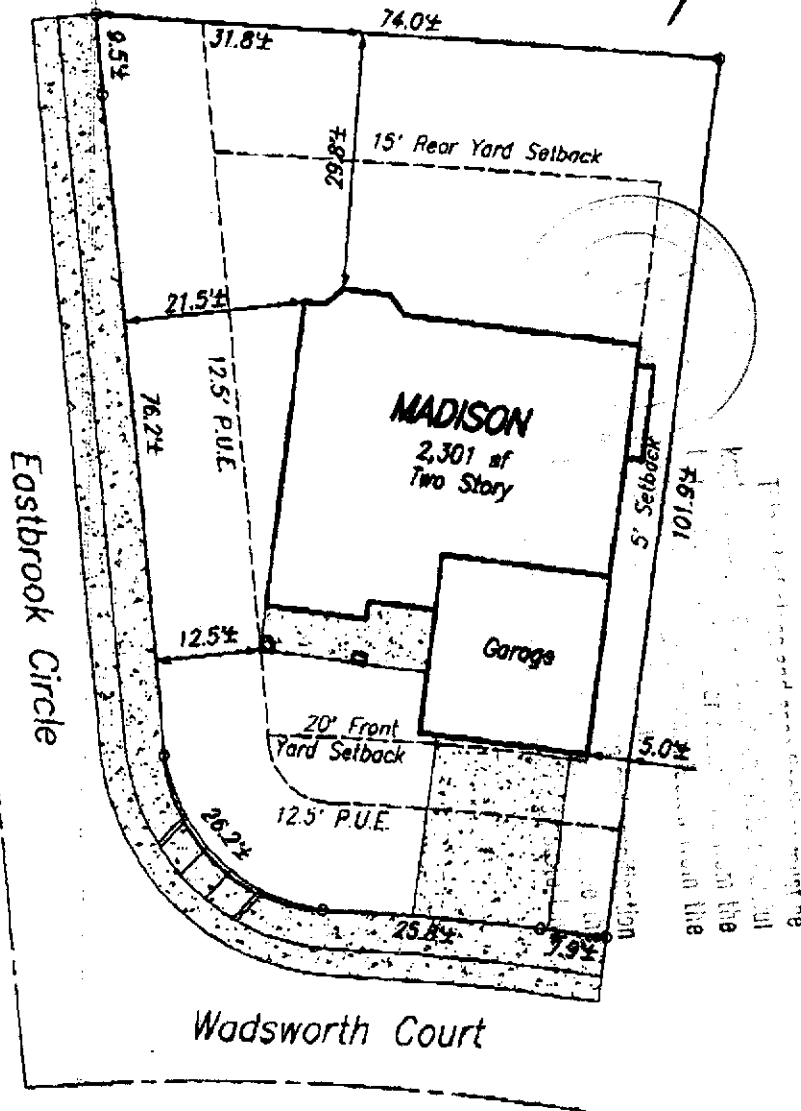 74.0'±
31.8'±
9.5'±
29.8'±
15' Rear Yard Setback
21.5'±
12.5' P.U.E.
76.2'±
MADISON
2,301 sf
Two Story
5' Setback
101.9'±
Eastbrook Circle
12.5'±
Garage
20' Front
Yard Setback
5.0'±
12.5' P.U.E.
26.2'±
25.8'±
7.9'±
Wadsworth Court